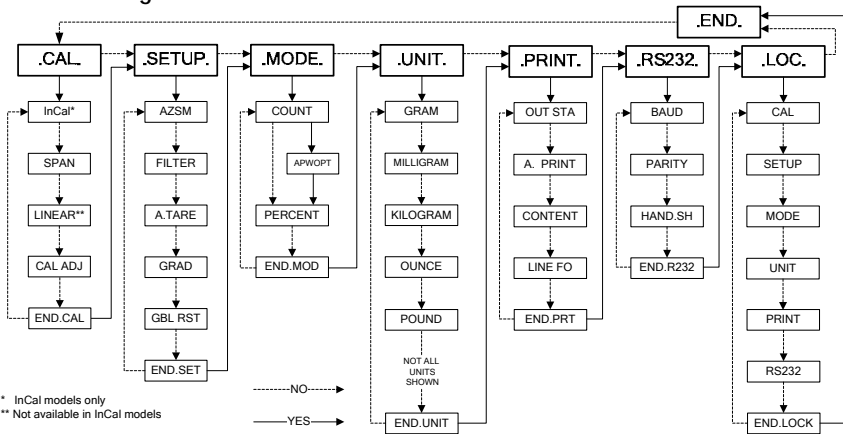 .END.
.CAL.
.SETUP.
.MODE.
.UNIT.
.PRINT.
.RS232.
.LOC.
InCal*
SPAN
LINEAR**
CAL ADJ
END.CAL
AZSM
FILTER
A.TARE
GRAD
GBL RST
END.SET
COUNT
APWOPT
PERCENT
END.MOD
GRAM
MILLIGRAM
KILOGRAM
OUNCE
POUND
NOT ALL
UNITS
SHOWN
END.UNIT
OUT STA
A. PRINT
CONTENT
LINE FO
END.PRT
BAUD
PARITY
HAND.SH
END.R232
CAL
SETUP
MODE
UNIT
PRINT
RS232
END.LOCK
NO
YES
* InCal models only
** Not available in InCal models